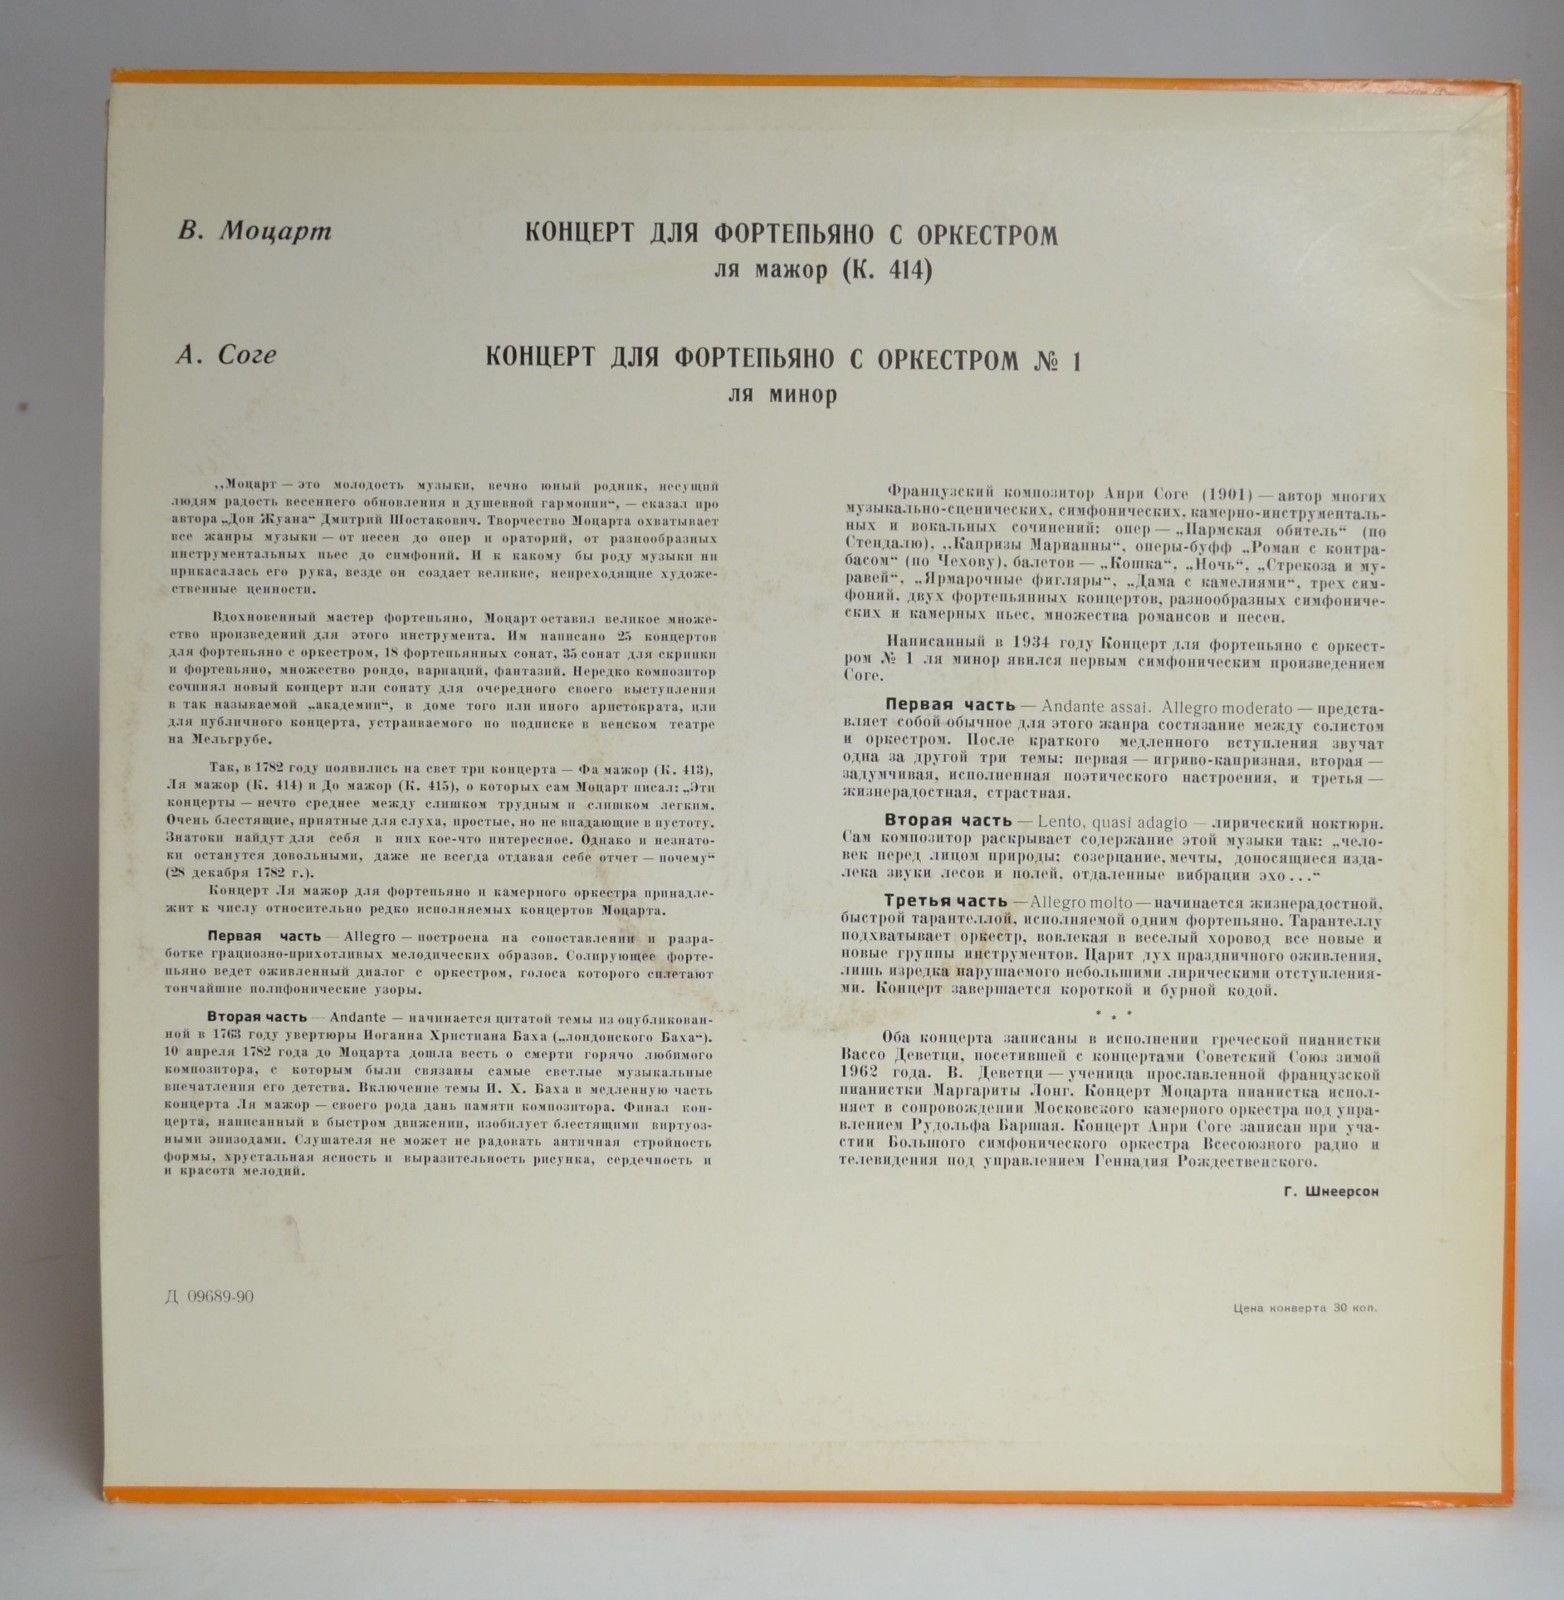 В. Моцарт
КОНЦЕРТ ДЛЯ ФОРТЕПЬЯНО С ОРКЕСТРОМ
ля мажор (К. 414)
А. Соге
КОНЦЕРТ ДЛЯ ФОРТЕПЬЯНО С ОРКЕСТРОМ № 1
ля минор
„Моцарт — это молодость музыки, вечно юный родник, несущий
людям радость весеннего обновления и душевной гармонии“, — сказал про
автора „Дон Жуана“ Дмитрий Шостакович. Творчество Моцарта охватывает
все жанры музыки — от песен до опер и ораторий, от разнообразных
инструментальных пьес до симфоний. И к какому бы роду музыки ни
прикасалась его рука, везде он создает великие, непреходящие художе-
ственные ценности.
Вдохновенный мастер фортепьяно, Моцарт оставил великое множе-
ство произведений для этого инструмента. Им написано 25 концертов
для фортепьяно с оркестром, 18 фортепьянных сонат, 35 сонат для скрипки
и фортепьяно, множество рондо, вариаций, фантазий. Нередко композитор
сочинял новый концерт или сонату для очередного своего выступления
в так называемой „академии“, в доме того или иного аристократа, или
для публичного концерта, устраиваемого по подписке в венском театре
на Мельгрубе.
Так, в 1782 году появились на свет три концерта — Фа мажор (К. 413),
Ля мажор (К. 414) и До мажор (К. 415), о которых сам Моцарт писал: „Эти
концерты — нечто среднее между слишком трудным и слишком легким.
Очень блестящие, приятные для слуха, простые, но не впадающие в пустоту.
Знатоки найдут для себя в них кое-что интересное. Однако и незнато-
ки останутся довольными, даже не всегда отдавая себе отчет — почему“
(28 декабря 1782 г.).
Концерт Ля мажор для фортепьяно и камерного оркестра принадле-
жит к числу относительно редко исполняемых концертов Моцарта.
Первая часть — Allegro — построена на сопоставлении и разра-
ботке грациозно-прихотливых мелодических образов. Солирующее форте-
пьяно ведет оживленный диалог с оркестром, голоса которого сплетают
тончайшие полифонические узоры.
Вторая часть — Andante — начинается цитатой темы из опубликован-
ной в 1763 году увертюры Иоганна Христиана Баха („лондонского Баха“).
10 апреля 1782 года до Моцарта дошла весть о смерти горячо любимого
композитора, с которым были связаны самые светлые музыкальные
впечатления его детства. Включение темы И. Х. Баха в медленную часть
концерта Ля мажор — своего рода дань памяти композитора. Финал кон-
церта, написанный в быстром движении, изобилует блестящими виртуоз-
ными эпизодами. Слушателя не может не радовать античная стройность
формы, хрустальная ясность и выразительность рисунка, сердечность и
и красота мелодий.
Французский композитор Анри Соге (1901) — автор многих
музыкально-сценических, симфонических, камерно-инструменталь-
ных и вокальных сочинений: опер — „Пармская обитель“ (по
Стендалю), „Капризы Марианны“, оперы-буфф „Роман с контра-
басом“ (по Чехову), балетов — „Кошка“, „Ночь“, „Стрекоза и му-
равей“, „Ярмарочные фигляры“, „Дама с камелиями“, трех сим-
фоний, двух фортепьянных концертов, разнообразных симфониче-
ских и камерных пьес, множества романсов и песен.
Написанный в 1934 году Концерт для фортепьяно с оркест-
ром № 1 ля минор явился первым симфоническим произведением
Соге.
Первая часть — Andante assai. Allegro moderato — предста-
вляет собой обычное для этого жанра состязание между солистом
и оркестром. После краткого медленного вступления звучат
одна за другой три темы: первая — игриво-капризная, вторая —
задумчивая, исполненная поэтического настроения, и третья —
жизнерадостная, страстная.
Вторая часть — Lento, quasi adagio — лирический ноктюрн.
Сам композитор раскрывает содержание этой музыки так: „чело-
век перед лицом природы; созерцание, мечты, доносящиеся изда-
лека звуки лесов и полей, отдаленные вибрации эхо...“
Третья часть — Allegro molto — начинается жизнерадостной,
быстрой тарантеллой, исполняемой одним фортепьяно. Тарантеллу
подхватывает оркестр, вовлекая в веселый хоровод все новые и
новые группы инструментов. Царит дух праздничного оживления,
лишь изредка нарушаемого небольшими лирическими отступления-
ми. Концерт завершается короткой и бурной кодой.
* * *
Оба концерта записаны в исполнении греческой пианистки
Вассо Деветци, посетившей с концертами Советский Союз зимой
1962 года. В. Деветци — ученица прославленной французской
пианистки Маргариты Лонг. Концерт Моцарта пианистка испол-
няет в сопровождении Московского камерного оркестра под упра-
влением Рудольфа Баршая. Концерт Анри Соге записан при уча-
стии Большого симфонического оркестра Всесоюзного радио и
телевидения под управлением Геннадия Рождественского.
Г. Шнеерсон
Д 09689-90
Цена конверта 30 коп.